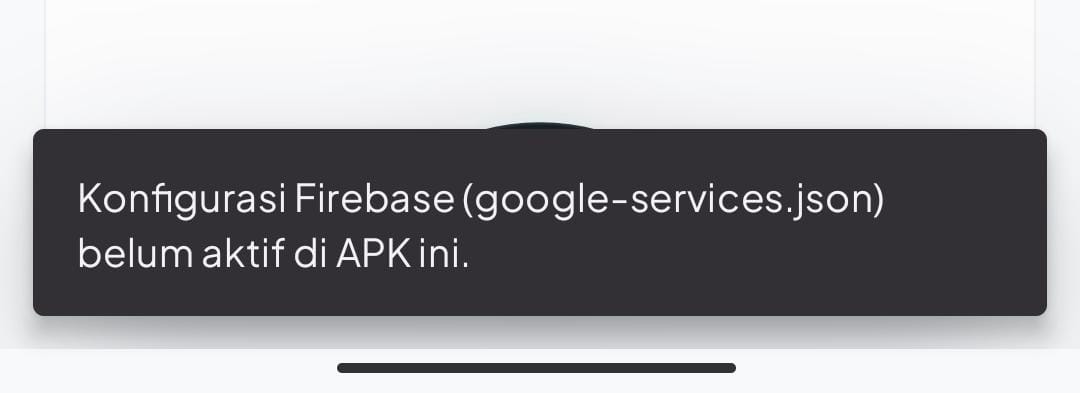 Konfigurasi Firebase (google-services.json)
belum aktif di APK ini.